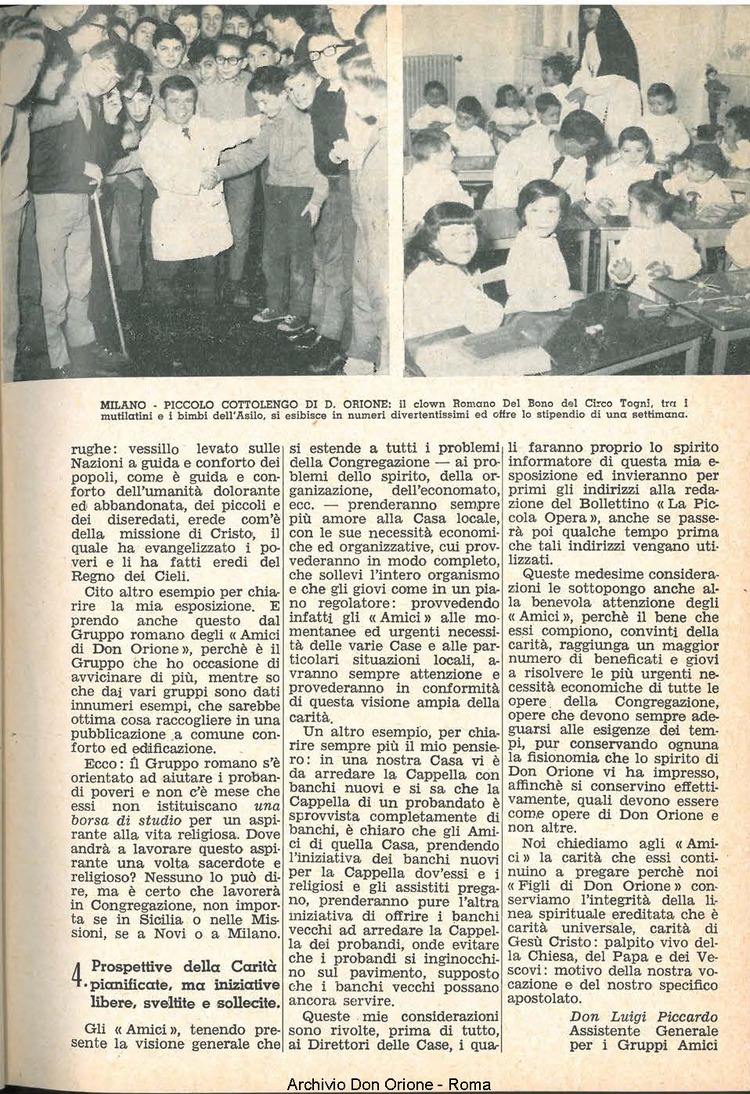 MILANO - PICCOLO COTTOLENGO DI D. ORIONE: il clown Romano Del Bono del Circo Togni, tra i
mutilatini e i bimbi dell'Asilo, si esibisce in numeri divertentissimi ed offre lo stipendio di una settimana.
rughe: vessillo levato sulle
Nazioni a guida e conforto dei
popoli, come è guida e con-
forto dell'umanità dolorante
ed abbandonata, dei piccoli e
dei diseredati, erede com'è
della missione di Cristo, il
quale ha evangelizzato i po-
veri e li ha fatti eredi del
Regno dei Cieli.
Cito altro esempio per chia-
rire la mia esposizione. E
prendo anche questo dal
Gruppo romano degli « Amici
di Don Orione », perchè è il
Gruppo che ho occasione di
avvicinare di più, mentre so
che dai vari gruppi sono dati
innumeri esempi, che sarebbe
ottima cosa raccogliere in una
pubblicazione a comune con-
forto ed edificazione.
Ecco: il Gruppo romano s'è
orientato ad aiutare i proban-
di poveri e non c'è mese che
essi non istituiscano una
borsa di studio per un aspi-
rante alla vita religiosa. Dove
andrà a lavorare questo aspi-
rante una volta sacerdote e
religioso? Nessuno lo può di-
re, ma è certo che lavorerà
in Congregazione, non impor-
ta se in Sicilia o nelle Mis-
sioni, se a Novi o a Milano.
4. Prospettive della Carità
pianificate, ma iniziative
libere, sveltite e sollecite.
Gli « Amici », tenendo pre-
sente la visione generale che
si estende a tutti i problemi
della Congregazione — ai pro-
blemi dello spirito, della or-
ganizzazione, dell'economato,
ecc. — prenderanno sempre
più amore alla Casa locale,
con le sue necessità economi-
che ed organizzative, cui prov-
vederanno in modo completo,
che sollevi l'intero organismo
e che gli giovi come in un pia-
no regolatore: provvedendo
infatti gli « Amici » alle mo-
mentanee ed urgenti necessi-
tà delle varie Case e alle par-
ticolari situazioni locali, a-
vranno sempre attenzione e
provederanno in conformità
di questa visione ampia della
carità.
Un altro esempio, per chia-
rire sempre più il mio pensie-
ro: in una nostra Casa vi è
da arredare la Cappella con
banchi nuovi e si sa che la
Cappella di un probandato è
sprovvista completamente di
banchi, è chiaro che gli Ami-
ci di quella Casa, prendendo
l'iniziativa dei banchi nuovi
per la Cappella dov'essi e i
religiosi e gli assistiti prega-
no, prenderanno pure l'altra
iniziativa di offrire i banchi
vecchi ad arredare la Cappel-
la dei probandi, onde evitare
che i probandi si inginocchi-
no sul pavimento, supposto
che i banchi vecchi possano
ancora servire.
Queste mie considerazioni
sono rivolte, prima di tutto,
ai Direttori delle Case, i qua-
li faranno proprio lo spirito
informatore di questa mia e-
sposizione ed invieranno per
primi gli indirizzi alla reda-
zione del Bollettino « La Pic-
cola Opera », anche se passe-
rà poi qualche tempo prima
che tali indirizzi vengano uti-
lizzati.
Queste medesime considera-
zioni le sottopongo anche al-
la benevola attenzione degli
« Amici », perchè il bene che
essi compiono, convinti della
carità, raggiunga un maggior
numero di beneficati e giovi
a risolvere le più urgenti ne-
cessità economiche di tutte le
opere della Congregazione,
opere che devono sempre ade-
guarsi alle esigenze dei tem-
pi, pur conservando ognuna
la fisionomia che lo spirito di
Don Orione vi ha impresso,
affinchè si conservino effetti-
vamente, quali devono essere
come opere di Don Orione e
non altre.
Noi chiediamo agli « Ami-
ci » la carità che essi conti-
nuino a pregare perchè noi
« Figli di Don Orione » con-
serviamo l'integrità della li-
nea spirituale ereditata che è
carità universale, carità di
Gesù Cristo: palpito vivo del-
la Chiesa, del Papa e dei Ve-
scovi: motivo della nostra vo-
cazione e del nostro specifico
apostolato.
Don Luigi Piccardo
Assistente Generale
per i Gruppi Amici
Archivio Don Orione - Roma